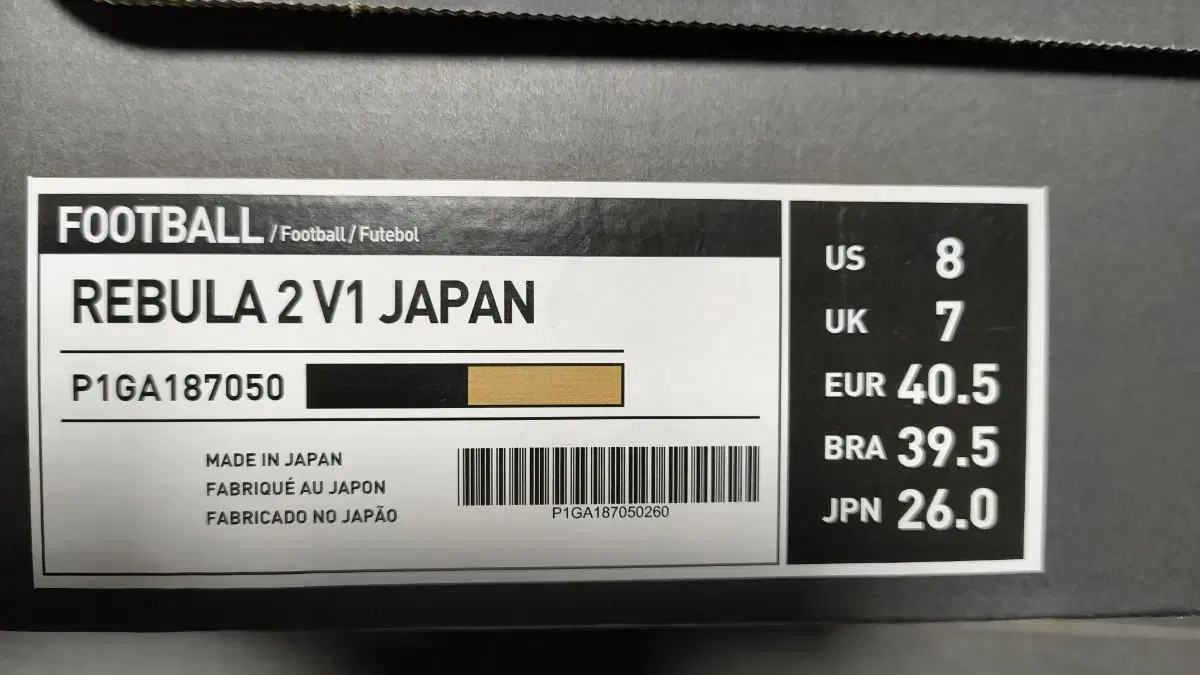 FOOTBALL / Football / Futebol
REBULA 2 V1 JAPAN
P1GA187050
MADE IN JAPAN
FABRIQUÉ AU JAPON
FABRICADO NO JAPÃO
P1GA187050260
US 8
UK 7
EUR 40.5
BRA 39.5
JPN 26.0